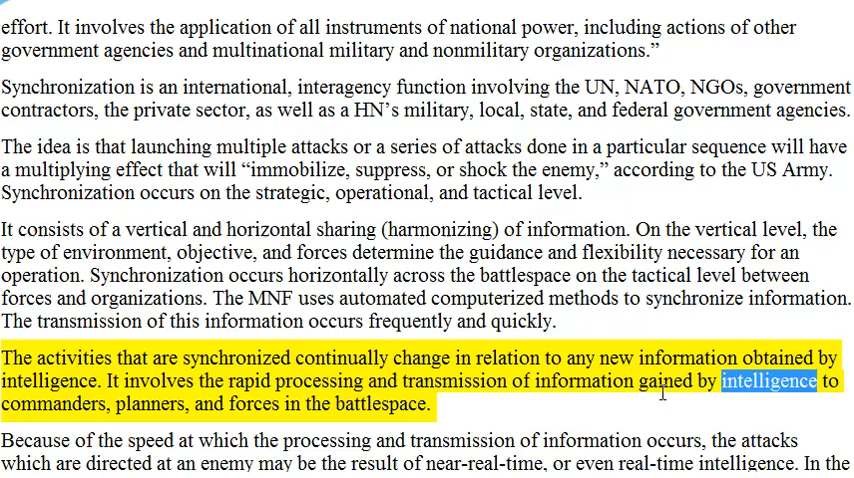 effort. It involves the application of all instruments of national power, including actions of other
government agencies and multinational military and nonmilitary organizations.”
Synchronization is an international, interagency function involving the UN, NATO, NGOs, government
contractors, the private sector, as well as a HN’s military, local, state, and federal government agencies.
The idea is that launching multiple attacks or a series of attacks done in a particular sequence will have
a multiplying effect that will “immobilize, suppress, or shock the enemy,” according to the US Army.
Synchronization occurs on the strategic, operational, and tactical level.
It consists of a vertical and horizontal sharing (harmonizing) of information. On the vertical level, the
type of environment, objective, and forces determine the guidance and flexibility necessary for an
operation. Synchronization occurs horizontally across the battlespace on the tactical level between
forces and organizations. The MNF uses automated computerized methods to synchronize information.
The transmission of this information occurs frequently and quickly.
The activities that are synchronized continually change in relation to any new information obtained by
intelligence. It involves the rapid processing and transmission of information gained by intelligence to
commanders, planners, and forces in the battlespace.
Because of the speed at which the processing and transmission of information occurs, the attacks
which are directed at an enemy may be the result of near-real-time, or even real-time intelligence. In the